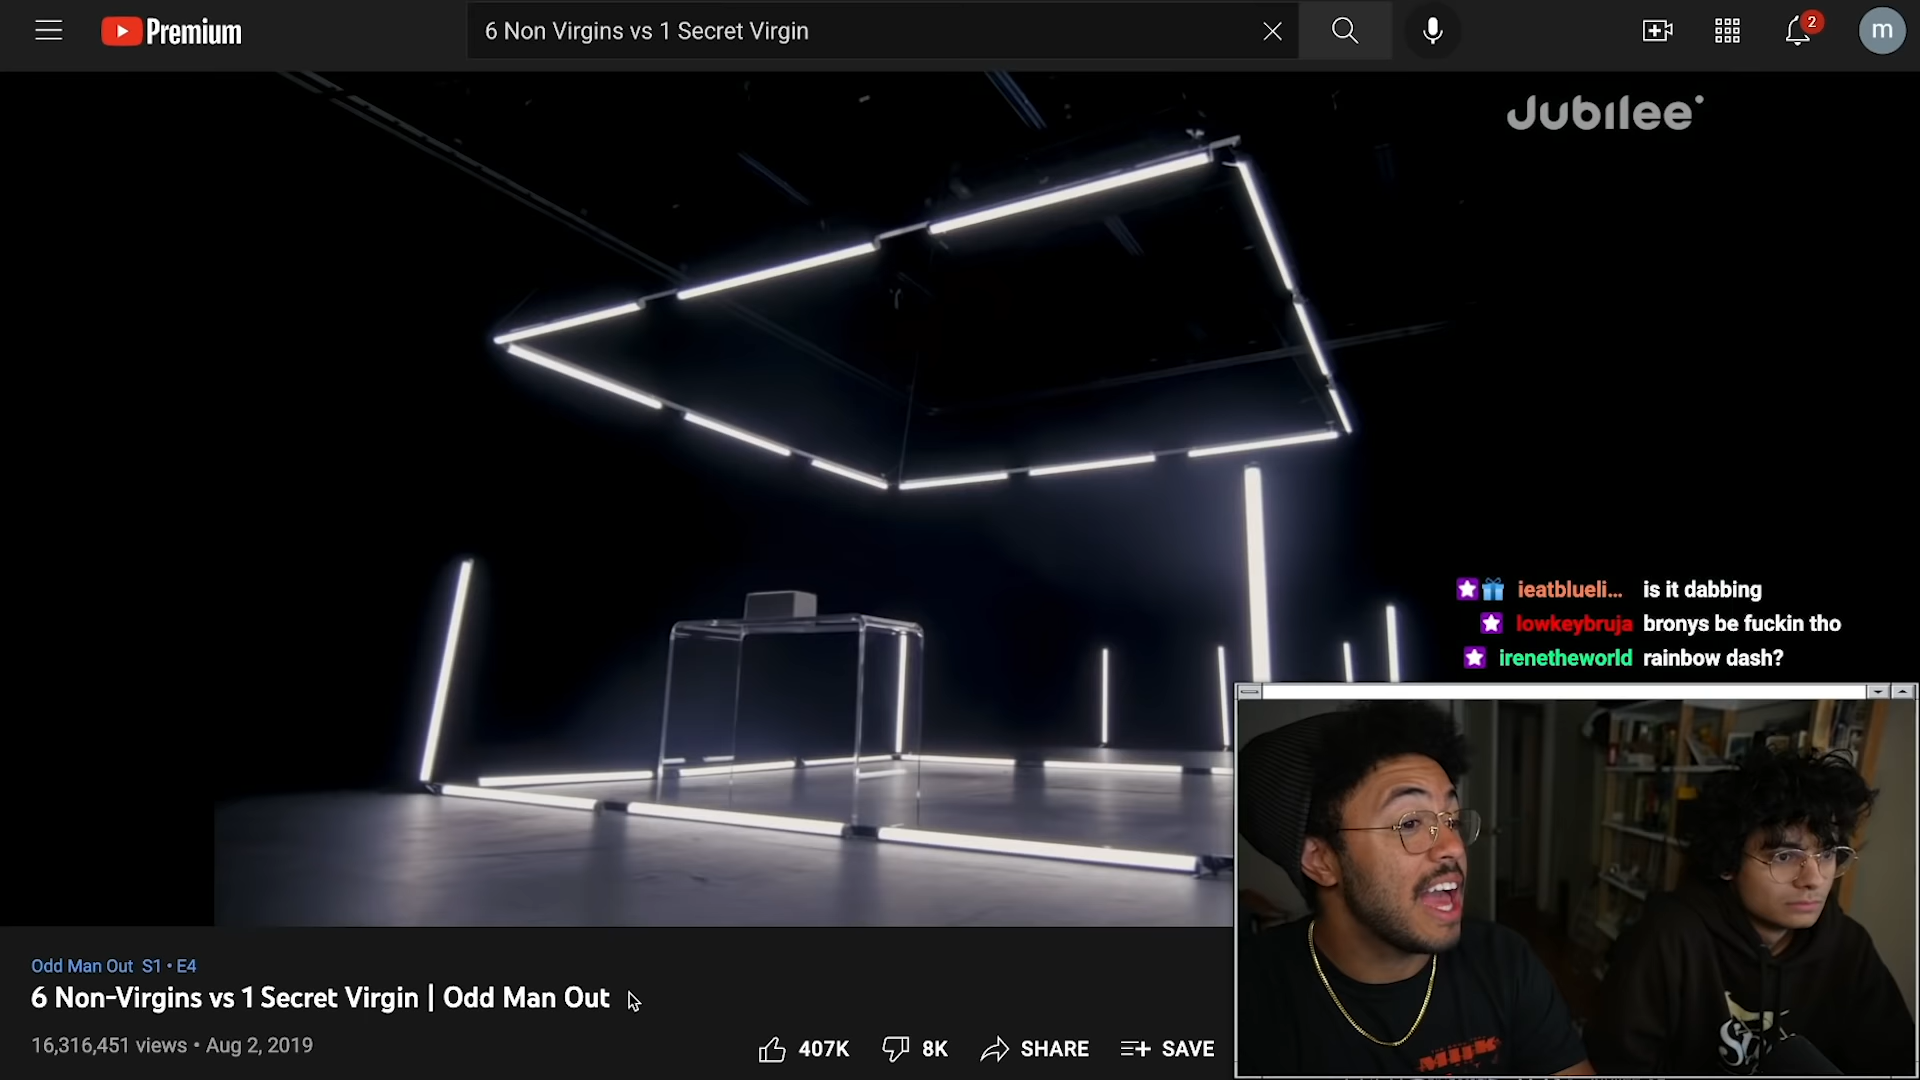 Premium
6 Non Virgins vs 1 Secret Virgin
2
m
Jubilee
ieatblueli... is it dabbing
lowkeybruja bronys be fuckin tho
irenetheworld rainbow dash?
Odd Man Out S1 • E4
6 Non-Virgins vs 1 Secret Virgin | Odd Man Out
16,316,451 views • Aug 2, 2019
407K
8K
SHARE
SAVE